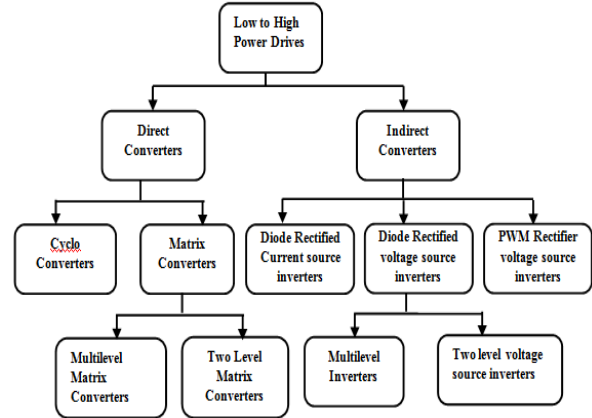 Low to High
Power Drives
Direct
Converters
Indirect
Converters
Cyclo
Converters
Matrix
Converters
Diode Rectified
Current source
inverters
Diode Rectified
voltage source
inverters
PWM Rectifier
voltage source
inverters
Multilevel
Matrix
Converters
Two Level
Matrix
Converters
Multilevel
Inverters
Two level voltage
source inverters